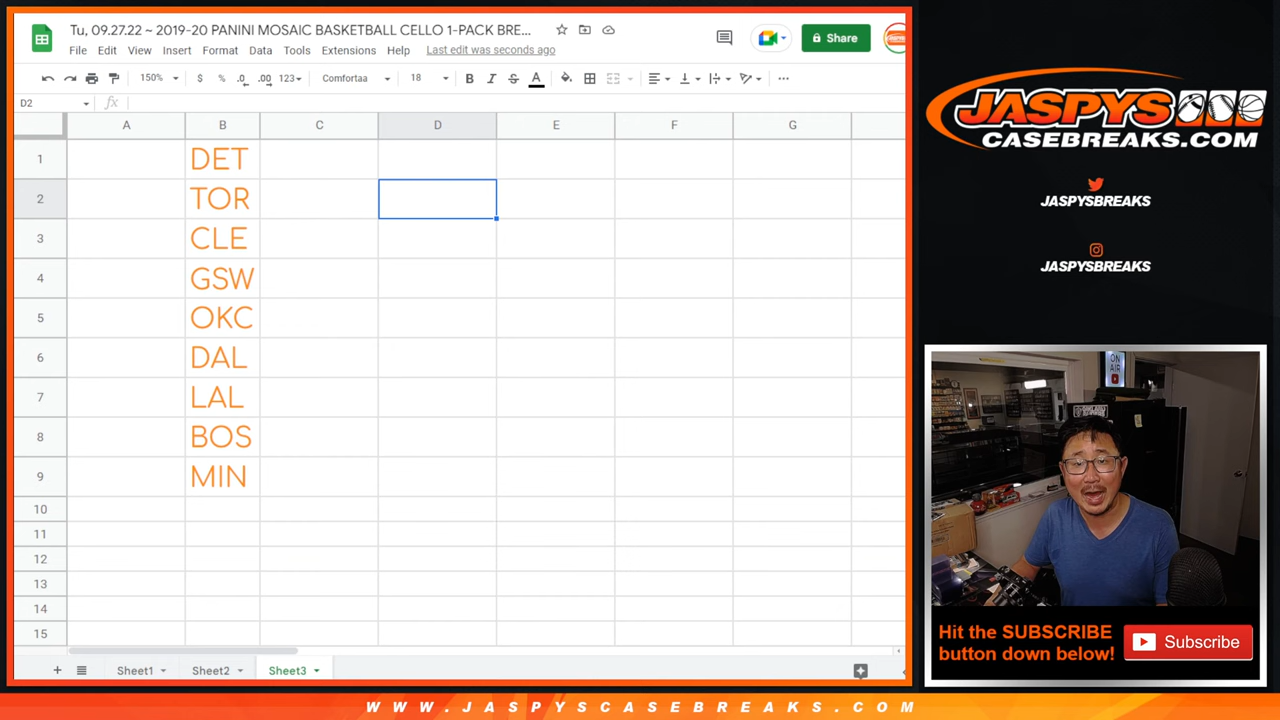 Tu, 09.27.22 ~ 2019-20 PANINI MOSAIC BASKETBALL CELLO 1-PACK BRE...
File Edit View Insert Format Data Tools Extensions Help Last edit was seconds ago
Share
150% $ % .0 .00 123 Comfortaa 18 B I S A
D2 fx
A B C D E F G
1 DET
2 TOR
3 CLE
4 GSW
5 OKC
6 DAL
7 LAL
8 BOS
9 MIN
10
11
12
13
14
15
+ Sheet1 Sheet2 Sheet3
JASPYS
CASEBREAKS.COM
JASPYSBREAKS
JASPYSBREAKS
ON
AIR
Hit the SUBSCRIBE
button down below!
Subscribe
WWW.JASPYSCASEBREAKS.COM